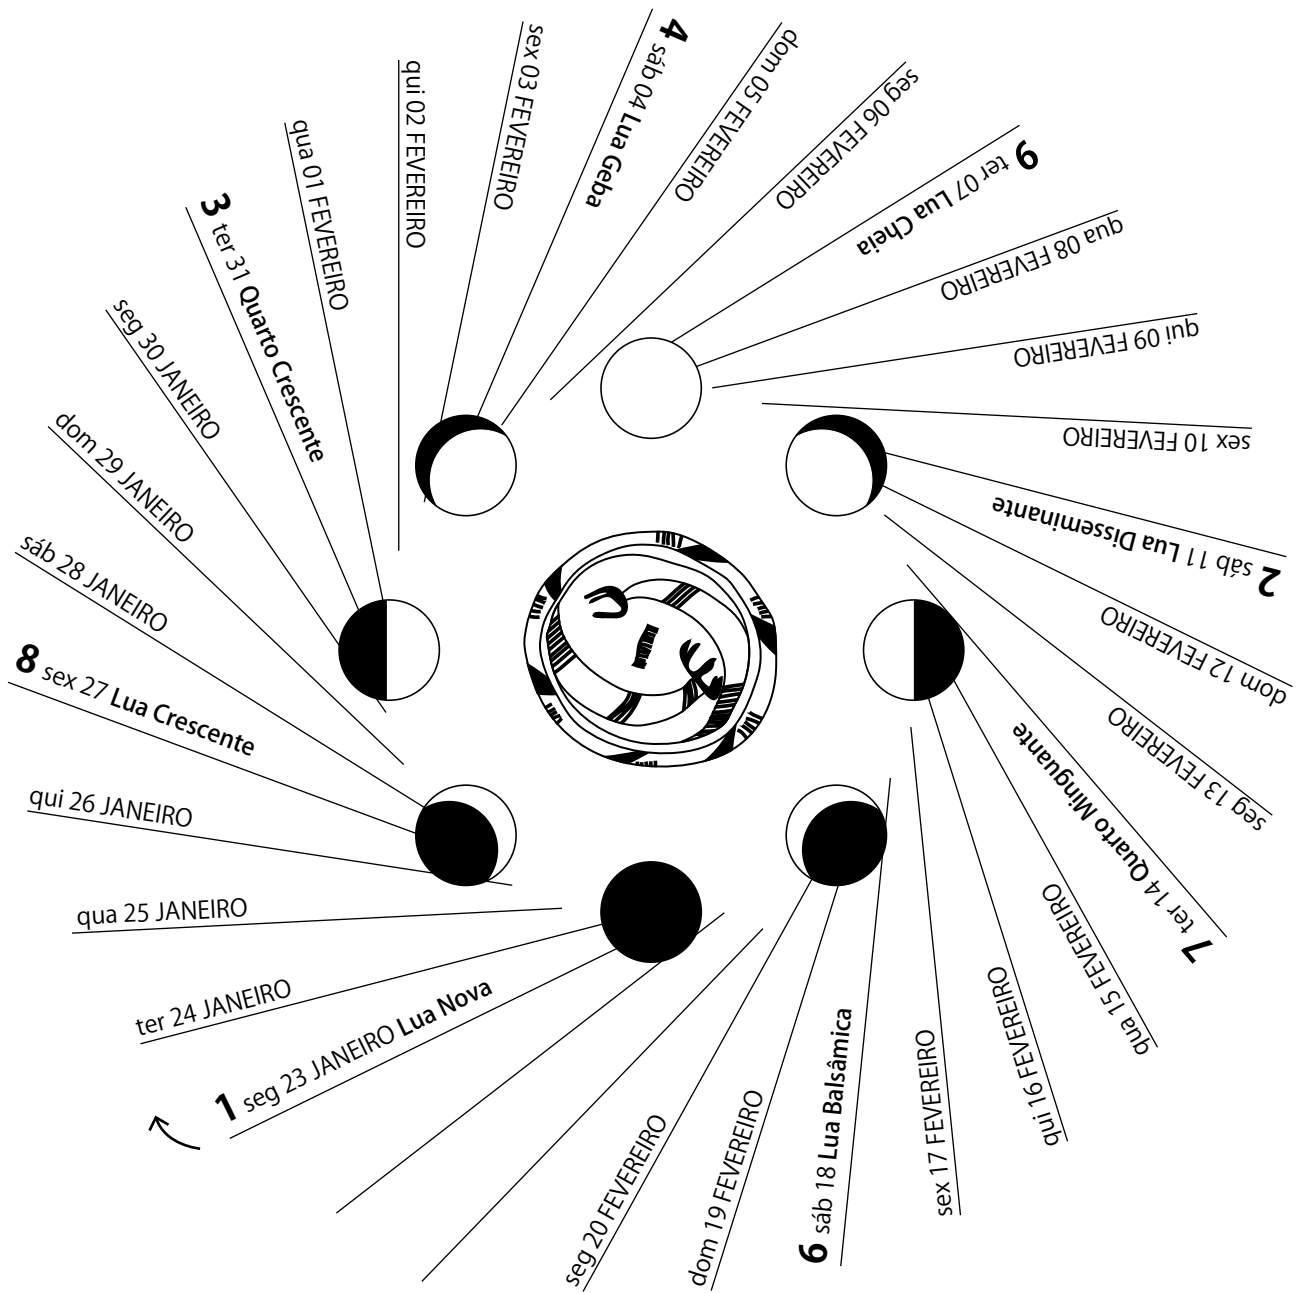 1 seg 23 JANEIRO Lua Nova
ter 24 JANEIRO
qua 25 JANEIRO
qui 26 JANEIRO
8 sex 27 Lua Crescente
sáb 28 JANEIRO
dom 29 JANEIRO
seg 30 JANEIRO
3 ter 31 Quarto Crescente
qua 01 FEVEREIRO
qui 02 FEVEREIRO
sex 03 FEVEREIRO
4 sáb 04 Lua Geba
dom 05 FEVEREIRO
seg 06 FEVEREIRO
9 ter 07 Lua Cheia
qua 08 FEVEREIRO
qui 09 FEVEREIRO
sex 10 FEVEREIRO
2 sáb 11 Lua Disseminante
dom 12 FEVEREIRO
seg 13 FEVEREIRO
7 ter 14 Quarto Minguante
qua 15 FEVEREIRO
qui 16 FEVEREIRO
sex 17 FEVEREIRO
6 sáb 18 Lua Balsâmica
dom 19 FEVEREIRO
seg 20 FEVEREIRO